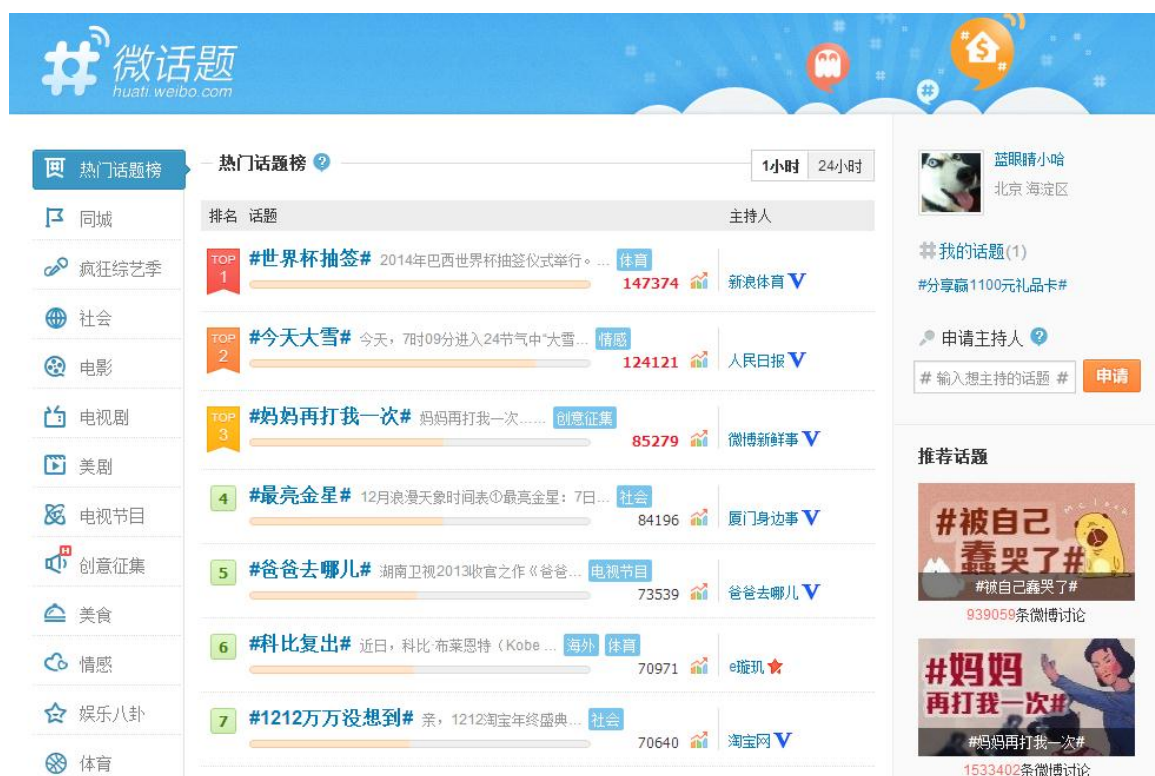 微话题
huati.weibo.com
热门话题榜
同城
疯狂综艺季
社会
电影
电视剧
美剧
电视节目
创意征集
美食
情感
娱乐八卦
体育
热门话题榜
1小时 24小时
排名 话题 主持人
TOP 1 #世界杯抽签# 2014年巴西世界杯抽签仪式举行。... 体育
147374 新浪体育
TOP 2 #今天大雪# 今天，7时09分进入24节气中“大雪... 情感
124121 人民日报
TOP 3 #妈妈再打我一次# 妈妈再打我一次...... 创意征集
85279 微博新鲜事
4 #最亮金星# 12月浪漫天象时间表①最亮金星：7日... 社会
84196 厦门身边事
5 #爸爸去哪儿# 湖南卫视2013收官之作《爸爸... 电视节目
73539 爸爸去哪儿
6 #科比复出# 近日，科比·布莱恩特（Kobe ... 海外 体育
70971 e璇玑
7 #1212万万没想到# 亲，1212淘宝年终盛典... 社会
70640 淘宝网
蓝眼睛小哈
北京 海淀区
我的话题(1)
#分享赢1100元礼品卡#
申请主持人
# 输入想主持的话题 # 申请
推荐话题
#被自己
蠢哭了#
#被自己蠢哭了#
939059条微博讨论
#妈妈
再打我一次#
#妈妈再打我一次#
1533402条微博讨论